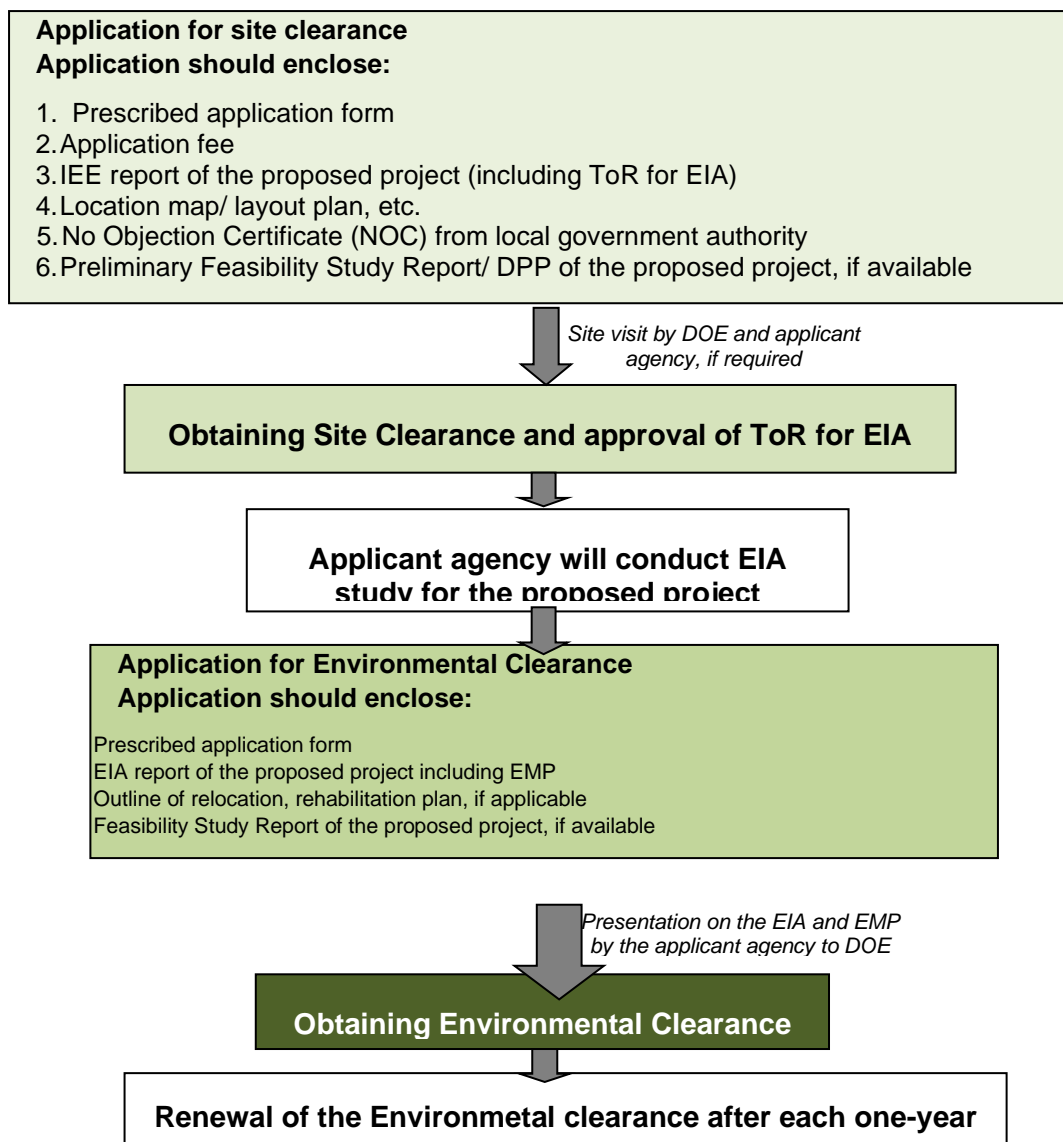 Application for site clearance
Application should enclose:
1. Prescribed application form
2. Application fee
3. IEE report of the proposed project (including ToR for EIA)
4. Location map/ layout plan, etc.
5. No Objection Certificate (NOC) from local government authority
6. Preliminary Feasibility Study Report/ DPP of the proposed project, if available
Site visit by DOE and applicant
agency, if required
Obtaining Site Clearance and approval of ToR for EIA
Applicant agency will conduct EIA
study for the proposed project
Application for Environmental Clearance
Application should enclose:
Prescribed application form
EIA report of the proposed project including EMP
Outline of relocation, rehabilitation plan, if applicable
Feasibility Study Report of the proposed project, if available
Presentation on the EIA and EMP
by the applicant agency to DOE
Obtaining Environmental Clearance
Renewal of the Environmetal clearance after each one-year